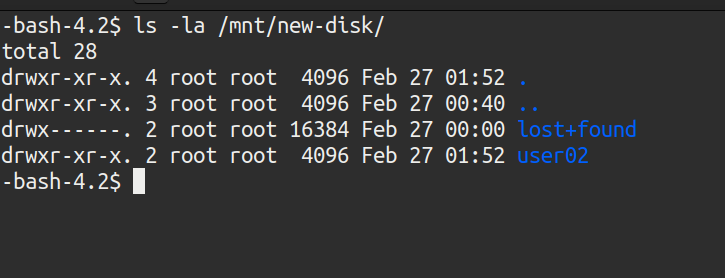 -bash-4.2$ ls -la /mnt/new-disk/
total 28
drwxr-xr-x. 4 root root  4096 Feb 27 01:52 .
drwxr-xr-x. 3 root root  4096 Feb 27 00:40 ..
drwx------. 2 root root 16384 Feb 27 00:00 lost+found
drwxr-xr-x. 2 root root  4096 Feb 27 01:52 user02
-bash-4.2$